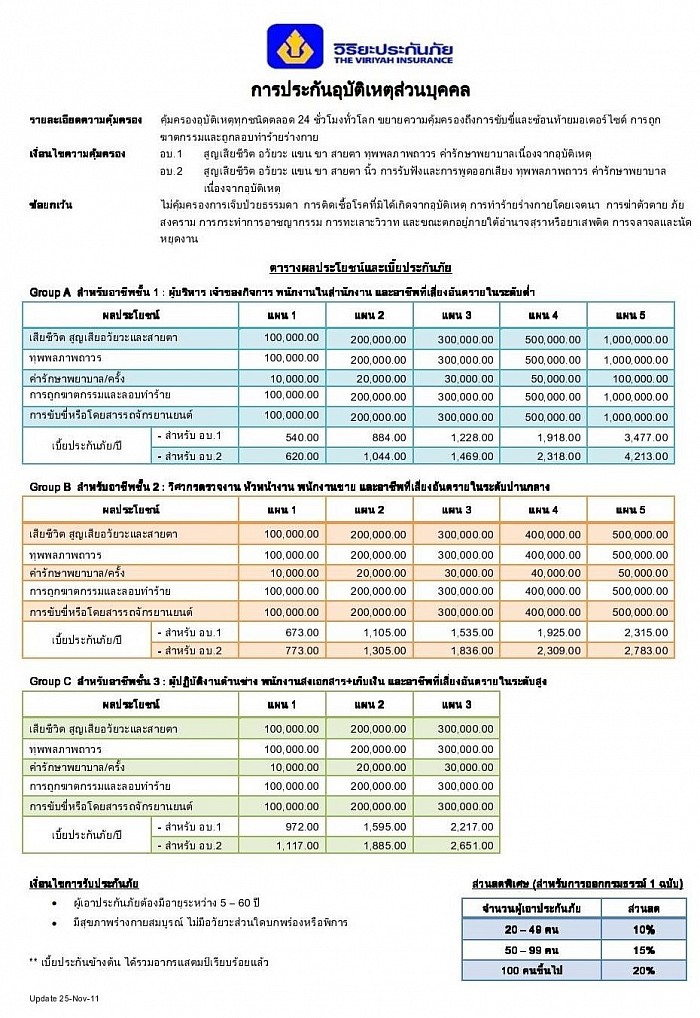 วิริยะประกันภัย
THE VIRIYAH INSURANCE
การประกันอุบัติเหตุส่วนบุคคล
รายละเอียดความคุ้มครอง คุ้มครองอุบัติเหตุทุกชนิดตลอด 24 ชั่วโมงทั่วโลก ขยายความคุ้มครองถึงการขับขี่และซ้อนท้ายมอเตอร์ไซด์ การถูก
ฆาตกรรมและถูกลอบทำร้ายร่างกาย
เงื่อนไขความคุ้มครอง อบ.1 สูญเสียชีวิต อวัยวะ แขน ขา สายตา ทุพพลภาพถาวร ค่ารักษาพยาบาลเนื่องจากอุบัติเหตุ
อบ.2 สูญเสียชีวิต อวัยวะ แขน ขา สายตา นิ้ว การรับฟังและการพูดออกเสียง ทุพพลภาพถาวร ค่ารักษาพยาบาล
เนื่องจากอุบัติเหตุ
ข้อยกเว้น ไม่คุ้มครองการเจ็บป่วยธรรมดา การติดเชื้อโรคที่มิได้เกิดจากอุบัติเหตุ การทำร้ายร่างกายโดยเจตนา การฆ่าตัวตาย ภัย
สงคราม การกระทำการอาชญากรรม การทะเลาะวิวาท และขณะตกอยู่ภายใต้อำนาจสุราหรือยาเสพติด การจลาจลและนัด
หยุดงาน
ตารางผลประโยชน์และเบี้ยประกันภัย
Group A สำหรับอาชีพชั้น 1 : ผู้บริหาร เจ้าของกิจการ พนักงานในสำนักงาน และอาชีพที่เสี่ยงอันตรายในระดับต่ำ
ผลประโยชน์ แผน 1 แผน 2 แผน 3 แผน 4 แผน 5
เสียชีวิต สูญเสียอวัยวะและสายตา 100,000.00 200,000.00 300,000.00 500,000.00 1,000,000.00
ทุพพลภาพถาวร 100,000.00 200,000.00 300,000.00 500,000.00 1,000,000.00
ค่ารักษาพยาบาล/ครั้ง 10,000.00 20,000.00 30,000.00 50,000.00 100,000.00
การถูกฆาตกรรมและลอบทำร้าย 100,000.00 200,000.00 300,000.00 500,000.00 1,000,000.00
การขับขี่หรือโดยสารรถจักรยานยนต์ 100,000.00 200,000.00 300,000.00 500,000.00 1,000,000.00
เบี้ยประกันภัย/ปี - สำหรับ อบ.1 540.00 884.00 1,228.00 1,918.00 3,477.00
- สำหรับ อบ.2 620.00 1,044.00 1,469.00 2,318.00 4,213.00
Group B สำหรับอาชีพชั้น 2 : วิศวกรตรวจงาน หัวหน้างาน พนักงานขาย และอาชีพที่เสี่ยงอันตรายในระดับปานกลาง
ผลประโยชน์ แผน 1 แผน 2 แผน 3 แผน 4 แผน 5
เสียชีวิต สูญเสียอวัยวะและสายตา 100,000.00 200,000.00 300,000.00 400,000.00 500,000.00
ทุพพลภาพถาวร 100,000.00 200,000.00 300,000.00 400,000.00 500,000.00
ค่ารักษาพยาบาล/ครั้ง 10,000.00 20,000.00 30,000.00 40,000.00 50,000.00
การถูกฆาตกรรมและลอบทำร้าย 100,000.00 200,000.00 300,000.00 400,000.00 500,000.00
การขับขี่หรือโดยสารรถจักรยานยนต์ 100,000.00 200,000.00 300,000.00 400,000.00 500,000.00
เบี้ยประกันภัย/ปี - สำหรับ อบ.1 673.00 1,105.00 1,535.00 1,925.00 2,315.00
- สำหรับ อบ.2 773.00 1,305.00 1,836.00 2,309.00 2,783.00
Group C สำหรับอาชีพชั้น 3 : ผู้ปฏิบัติงานด้านช่าง พนักงานส่งเอกสาร+เก็บเงิน และอาชีพที่เสี่ยงอันตรายในระดับสูง
ผลประโยชน์ แผน 1 แผน 2 แผน 3
เสียชีวิต สูญเสียอวัยวะและสายตา 100,000.00 200,000.00 300,000.00
ทุพพลภาพถาวร 100,000.00 200,000.00 300,000.00
ค่ารักษาพยาบาล/ครั้ง 10,000.00 20,000.00 30,000.00
การถูกฆาตกรรมและลอบทำร้าย 100,000.00 200,000.00 300,000.00
การขับขี่หรือโดยสารรถจักรยานยนต์ 100,000.00 200,000.00 300,000.00
เบี้ยประกันภัย/ปี - สำหรับ อบ.1 972.00 1,595.00 2,217.00
- สำหรับ อบ.2 1,117.00 1,885.00 2,651.00
เงื่อนไขการรับประกันภัย
• ผู้เอาประกันภัยต้องมีอายุระหว่าง 5 – 60 ปี
• มีสุขภาพร่างกายสมบูรณ์ ไม่มีอวัยวะส่วนใดบกพร่องหรือพิการ
** เบี้ยประกันข้างต้น ได้รวมอากรแสตมป์เรียบร้อยแล้ว
ส่วนลดพิเศษ (สำหรับการออกกรมธรรม์ 1 ฉบับ)
จำนวนผู้เอาประกันภัย ส่วนลด
20 – 49 คน 10%
50 – 99 คน 15%
100 คนขึ้นไป 20%
Update 25-Nov-11